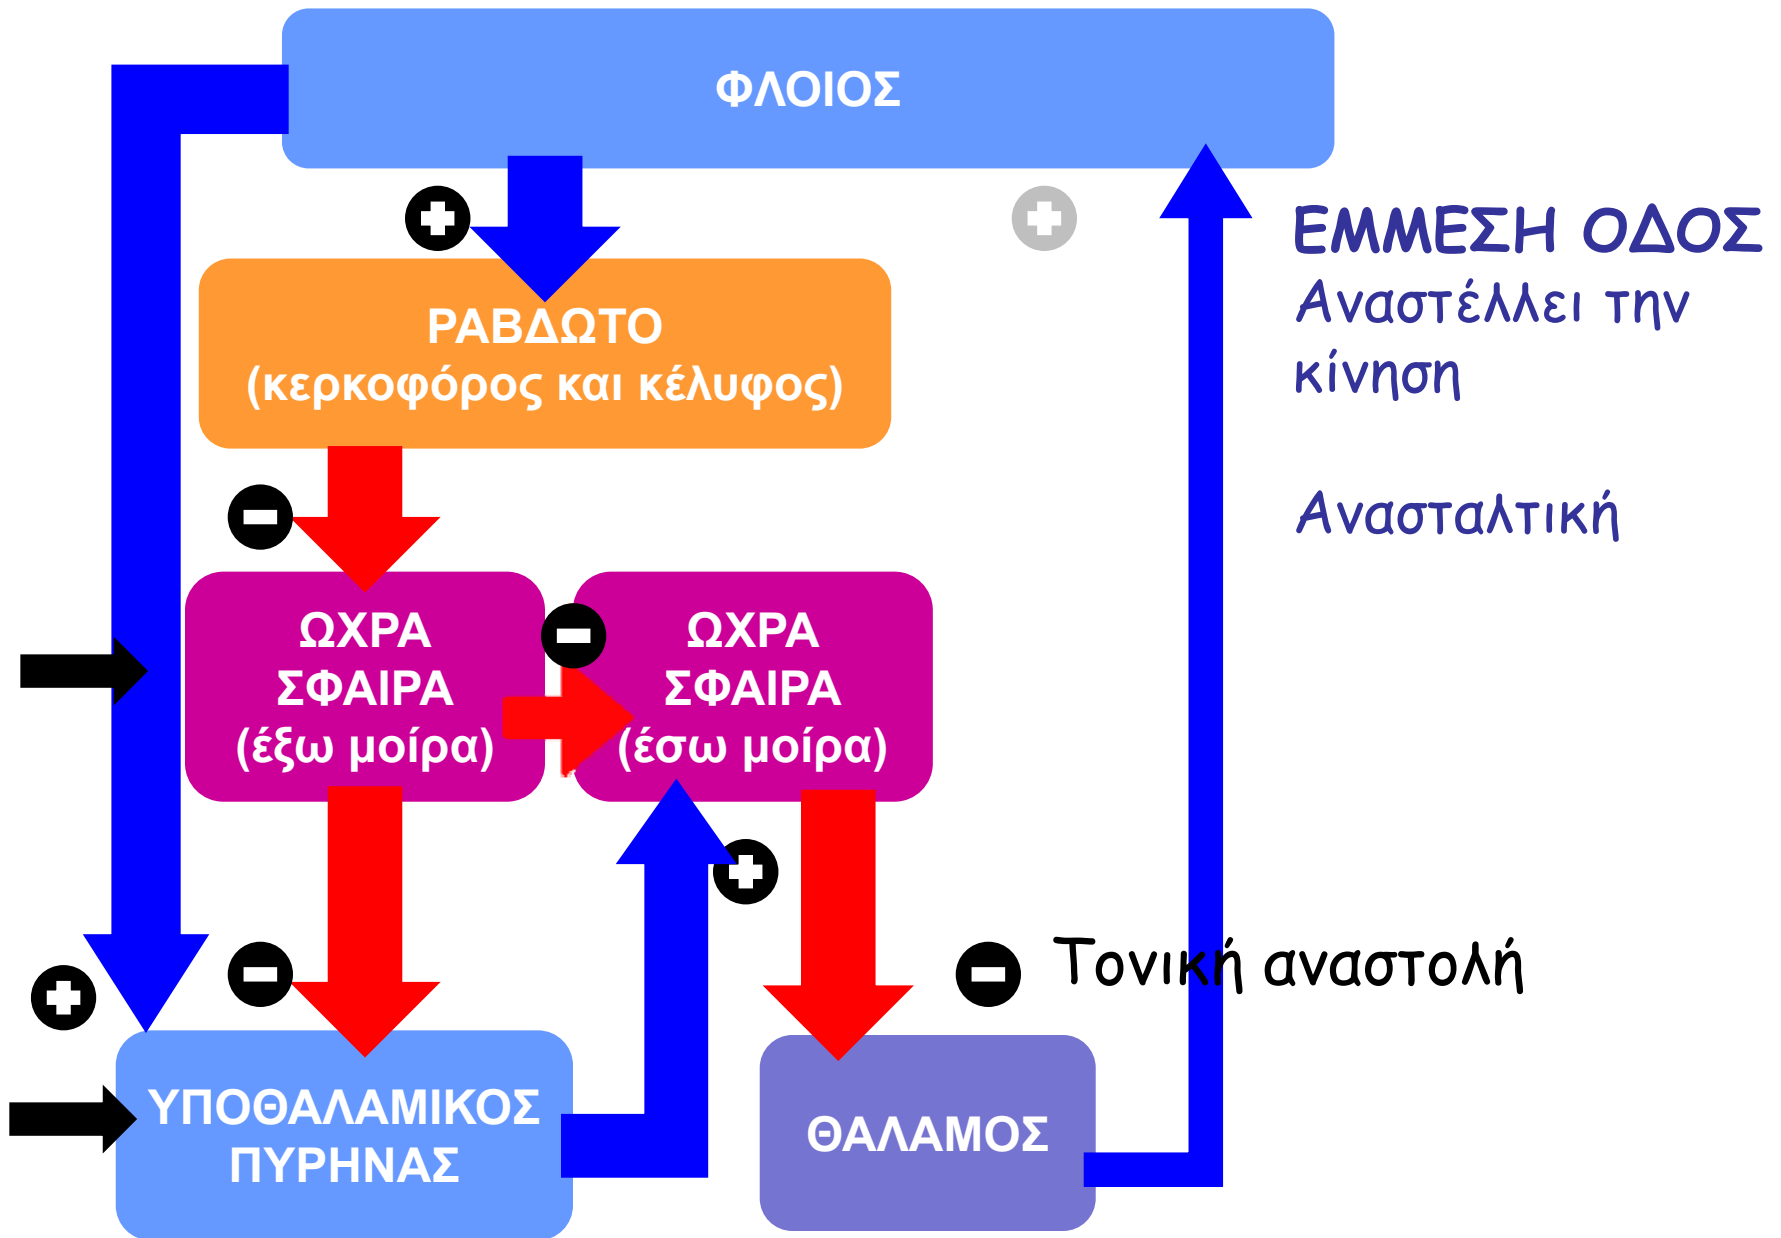 ΦΛΟΙΟΣ
ΕΜΜΕΣΗ ΟΔΟΣ
Αναστέλλει την
κίνηση
ΡΑΒΔΩΤΟ
(κερκοφόρος και κέλυφος)
Ανασταλτική
ΩΧΡΑ
ΣΦΑΙΡΑ
(έξω μοίρα)
ΩΧΡΑ
ΣΦΑΙΡΑ
(έσω μοίρα)
Τονική αναστολή
ΥΠΟΘΑΛΑΜΙΚΟΣ
ΠΥΡΗΝΑΣ
ΘΑΛΑΜΟΣ